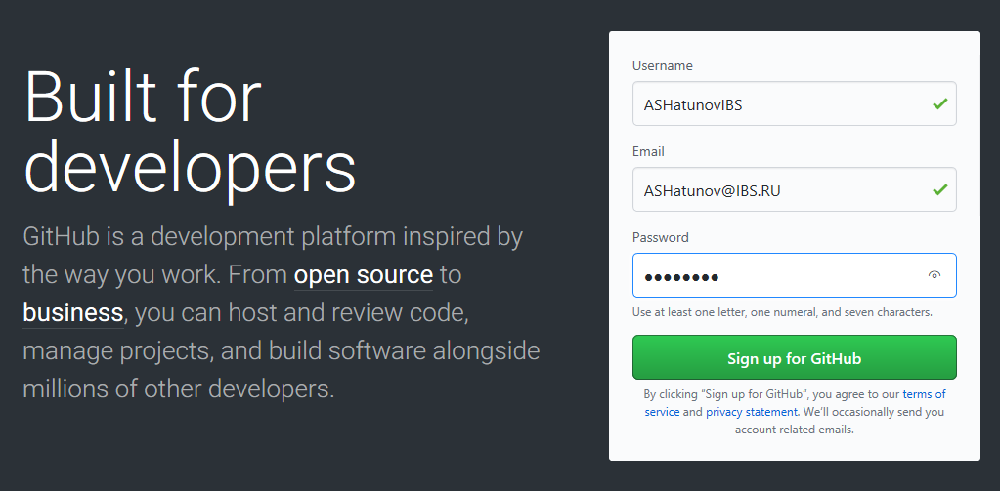 Built for
developers
GitHub is a development platform inspired by
the way you work. From open source to
business, you can host and review code,
manage projects, and build software alongside
millions of other developers.
Username
ASHatunovIBS
Email
ASHatunov@IBS.RU
Password
●●●●●●●●
Use at least one letter, one numeral, and seven characters.
Sign up for GitHub
By clicking “Sign up for GitHub”, you agree to our terms of
service and privacy statement. We’ll occasionally send you
account related emails.